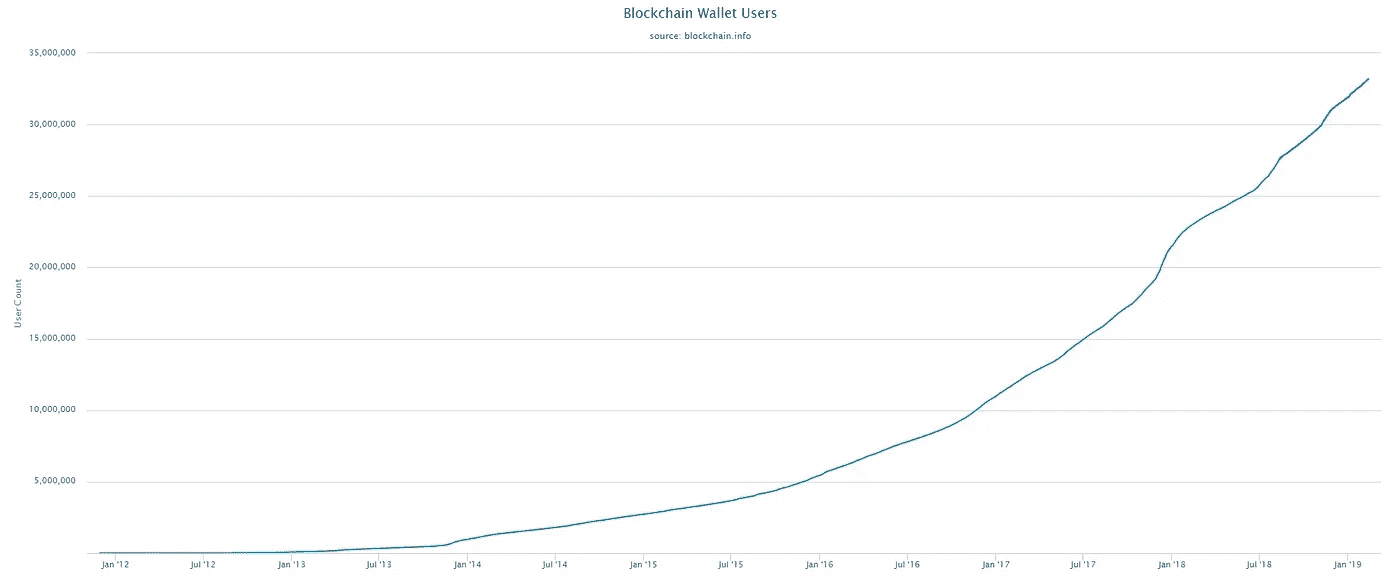 Blockchain Wallet Users
source: blockchain.info
35,000,000
30,000,000
25,000,000
20,000,000
15,000,000
10,000,000
5,000,000
User Count
Jan '12 Jul '12 Jan '13 Jul '13 Jan '14 Jul '14 Jan '15 Jul '15 Jan '16 Jul '16 Jan '17 Jul '17 Jan '18 Jul '18 Jan '19